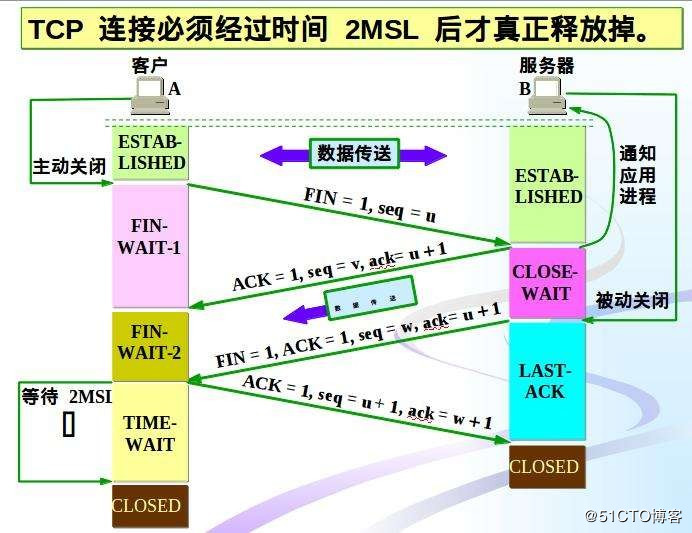 TCP 连接必须经过时间 2MSL 后才真正释放掉。
客户
A
服务器
B
ESTAB-
LISHED
数据传送
ESTAB-
LISHED
通知
应用
进程
主动关闭
FIN = 1, seq = u
FIN-
WAIT-1
ACK = 1, seq = v, ack= u + 1
CLOSE-
WAIT
数据传送
被动关闭
FIN-
WAIT-2
FIN = 1, ACK = 1, seq = w, ack= u + 1
LAST-
ACK
等待 2MSL
ACK = 1, seq = u + 1, ack = w + 1
TIME-
WAIT
CLOSED
CLOSED
@51CTO博客